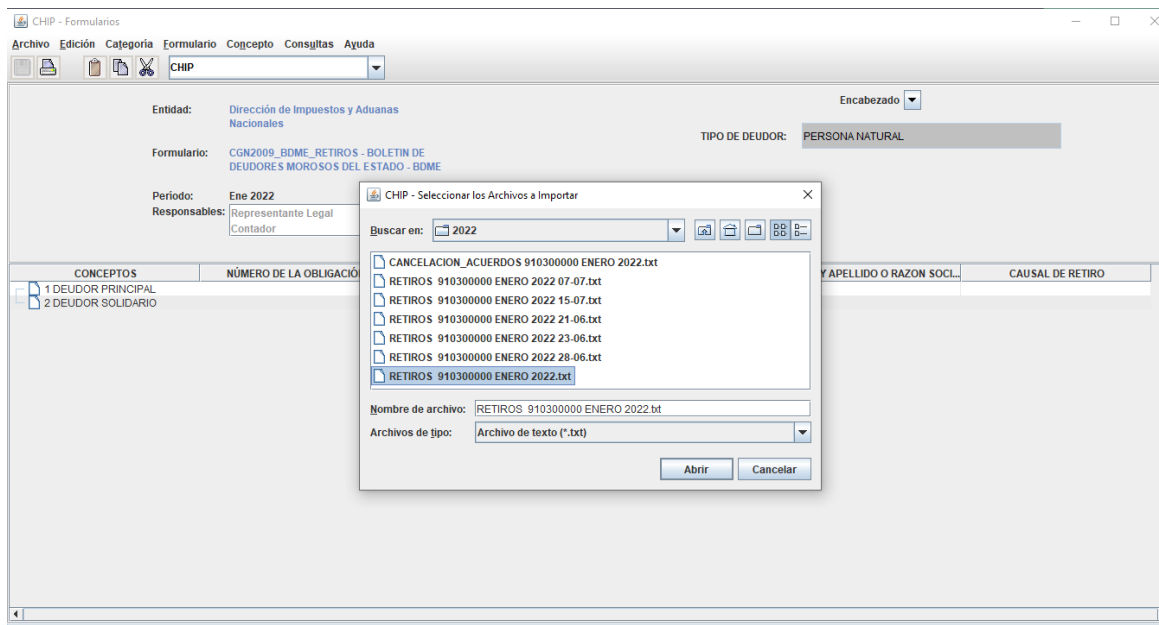 CHIP - Formularios
Archivo Edición Categoría Formulario Concepto Consultas Ayuda
CHIP
Encabezado
Entidad: Dirección de Impuestos y Aduanas
Nacionales
TIPO DE DEUDOR: PERSONA NATURAL
Formulario: CGN2009_BDME_RETIROS - BOLETIN DE
DEUDORES MOROSOS DEL ESTADO - BDME
Periodo: Ene 2022
Responsables: Representante Legal
Contador
CHIP - Seleccionar los Archivos a Importar
Buscar en: 2022
CANCELACION_ACUERDOS 910300000 ENERO 2022.txt
RETIROS 910300000 ENERO 2022 07-07.txt
RETIROS 910300000 ENERO 2022 15-07.txt
RETIROS 910300000 ENERO 2022 21-06.txt
RETIROS 910300000 ENERO 2022 23-06.txt
RETIROS 910300000 ENERO 2022 28-06.txt
RETIROS 910300000 ENERO 2022.txt
Nombre de archivo: RETIROS 910300000 ENERO 2022.txt
Archivos de tipo: Archivo de texto (*.txt)
Abrir Cancelar
CONCEPTOS NÚMERO DE LA OBLIGACIÓ Y APELLIDO O RAZON SOCI... CAUSAL DE RETIRO
1 DEUDOR PRINCIPAL
2 DEUDOR SOLIDARIO